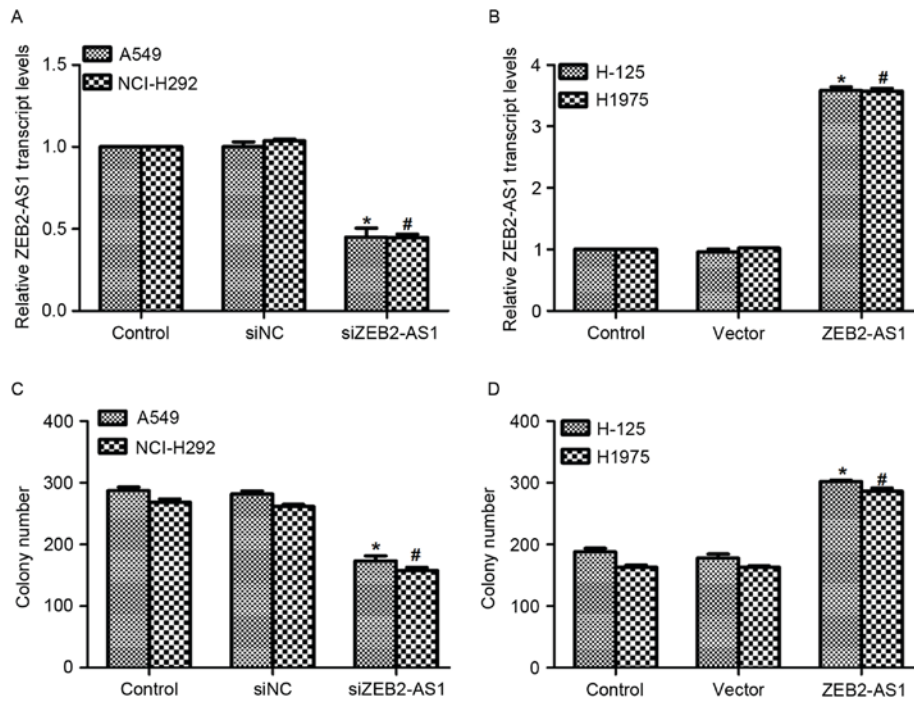 A
Relative ZEB2-AS1 transcript levels
1.5
1.0
0.5
0.0
A549
NCI-H292
*
#
Control
siNC
siZEB2-AS1
B
Relative ZEB2-AS1 transcript levels
4
3
2
1
0
H-125
H1975
*
#
Control
Vector
ZEB2-AS1
C
Colony number
400
300
200
100
0
A549
NCI-H292
*
#
Control
siNC
siZEB2-AS1
D
Colony number
400
300
200
100
0
H-125
H1975
*
#
Control
Vector
ZEB2-AS1